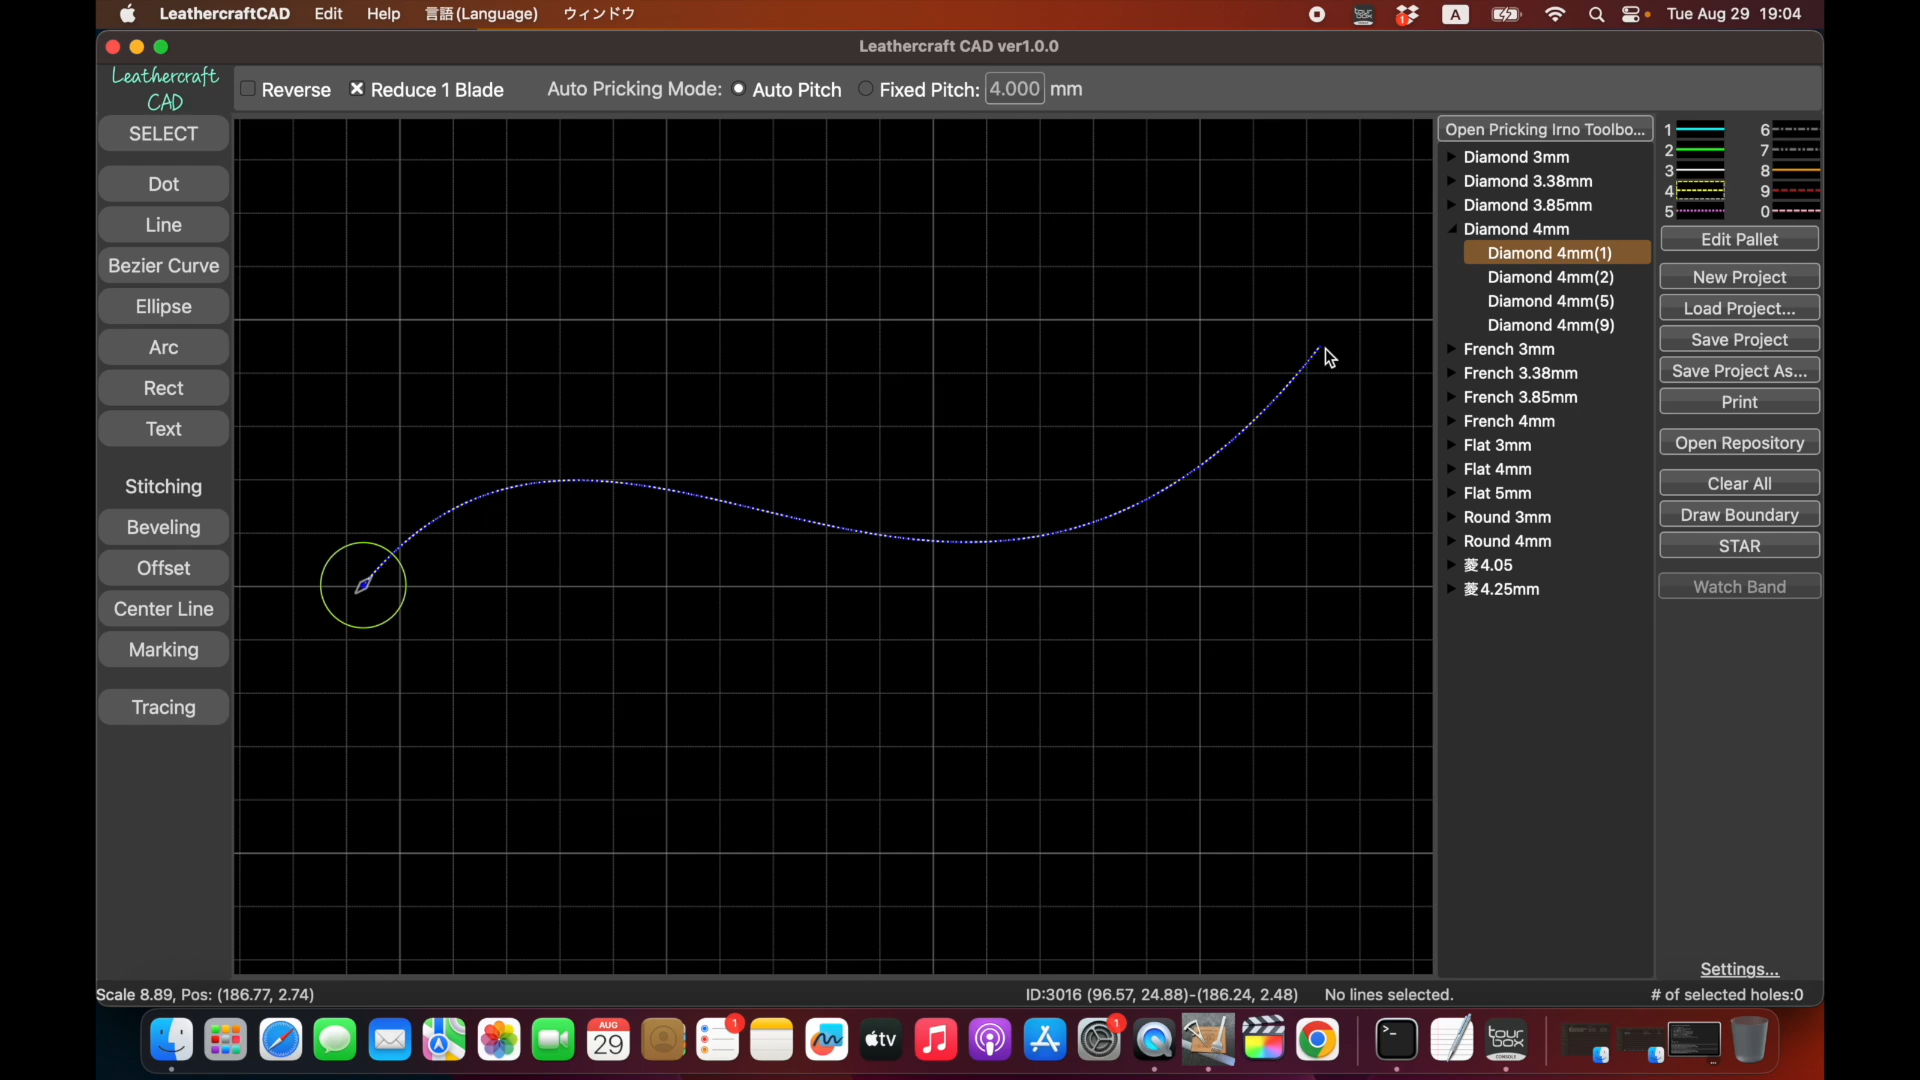 LeathercraftCAD Edit Help 言語(Language) ウィンドウ
1
A
Tue Aug 29 19:04
Leathercraft CAD ver1.0.0
Leathercraft
CAD
Reverse
Reduce 1 Blade
Auto Pricking Mode:
Auto Pitch
Fixed Pitch: 4.000 mm
SELECT
Dot
Line
Bezier Curve
Ellipse
Arc
Rect
Text
Stitching
Beveling
Offset
Center Line
Marking
Tracing
Open Pricking Irno Toolbo...
Diamond 3mm
Diamond 3.38mm
Diamond 3.85mm
Diamond 4mm
Diamond 4mm(1)
Diamond 4mm(2)
Diamond 4mm(5)
Diamond 4mm(9)
French 3mm
French 3.38mm
French 3.85mm
French 4mm
Flat 3mm
Flat 4mm
Flat 5mm
Round 3mm
Round 4mm
菱4.05
菱4.25mm
1 6
2 7
3 8
4 9
5 0
Edit Pallet
New Project
Load Project...
Save Project
Save Project As...
Print
Open Repository
Clear All
Draw Boundary
STAR
Watch Band
Settings...
Scale 8.89, Pos: (186.77, 2.74)
ID:3016 (96.57, 24.88)-(186.24, 2.48)
No lines selected.
# of selected holes:0
AUG
29
1
tv
1
>_
tour
box
CONSOLE